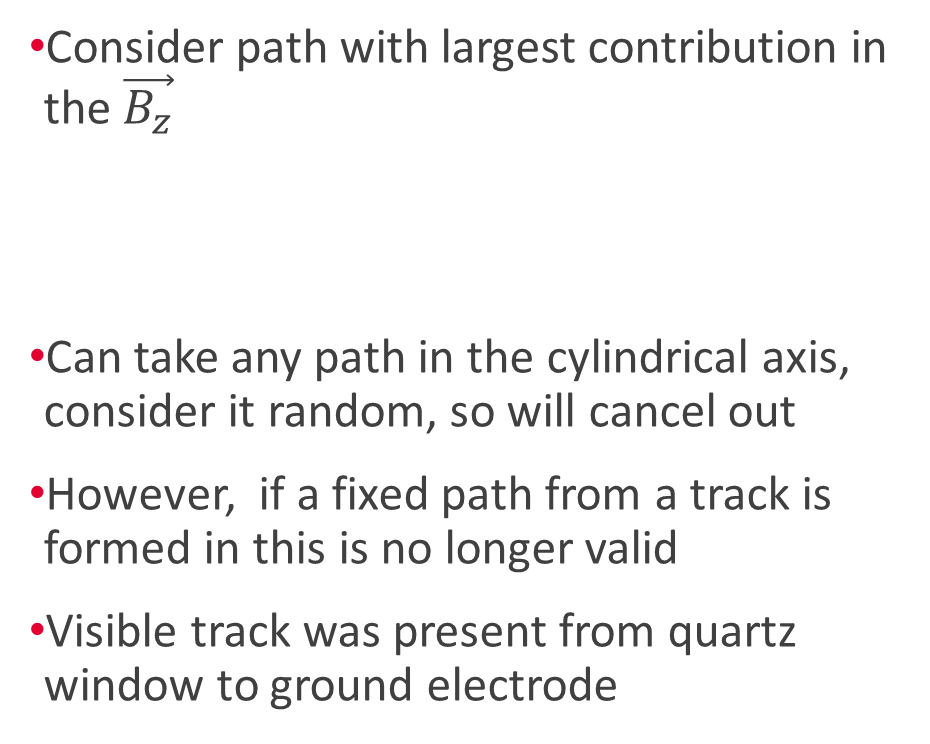 •Consider path with largest contribution in
the $\overrightarrow{B_z}$
•Can take any path in the cylindrical axis,
consider it random, so will cancel out
•However,  if a fixed path from a track is
formed in this is no longer valid
•Visible track was present from quartz
window to ground electrode